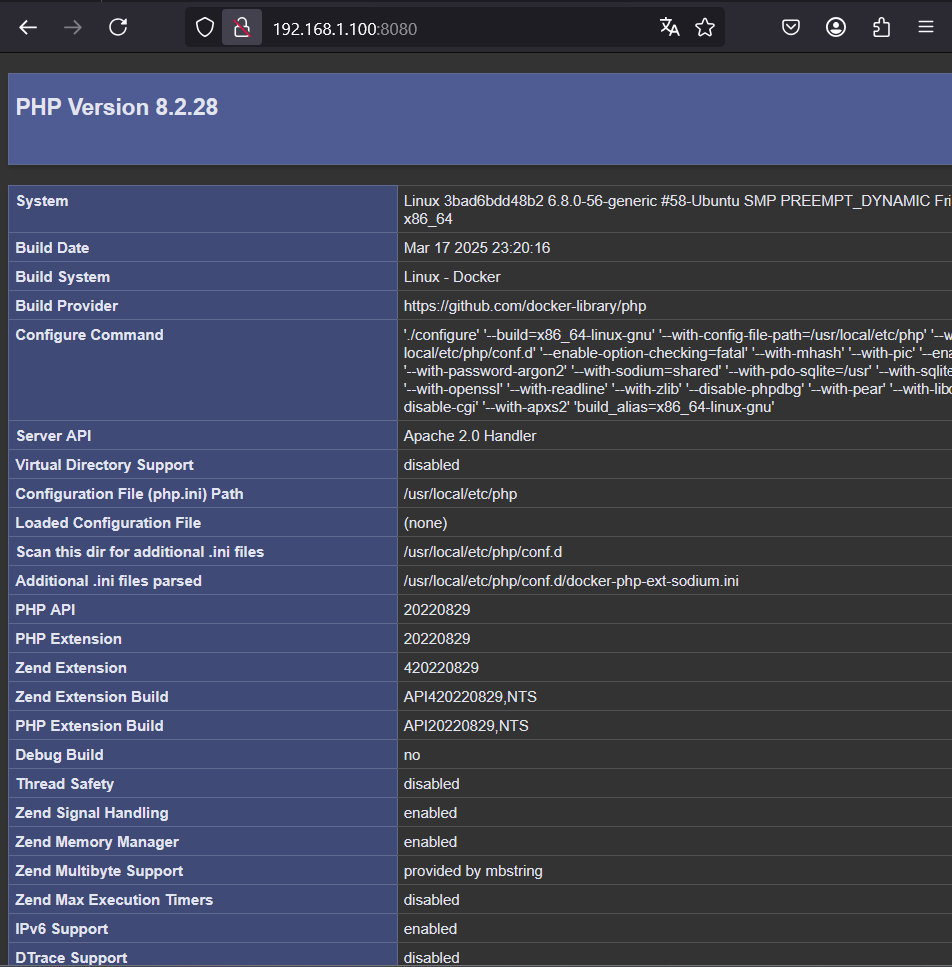 192.168.1.100:8080
PHP Version 8.2.28
System
Linux 3bad6bdd48b2 6.8.0-56-generic #58-Ubuntu SMP PREEMPT_DYNAMIC Fri
x86_64
Build Date
Mar 17 2025 23:20:16
Build System
Linux - Docker
Build Provider
https://github.com/docker-library/php
Configure Command
'./configure' '--build=x86_64-linux-gnu' '--with-config-file-path=/usr/local/etc/php' '--w
local/etc/php/conf.d' '--enable-option-checking=fatal' '--with-mhash' '--with-pic' '--ena
'--with-password-argon2' '--with-sodium=shared' '--with-pdo-sqlite=/usr' '--with-sqlite
'--with-openssl' '--with-readline' '--with-zlib' '--disable-phpdbg' '--with-pear' '--with-libd
disable-cgi' '--with-apxs2' 'build_alias=x86_64-linux-gnu'
Server API
Apache 2.0 Handler
Virtual Directory Support
disabled
Configuration File (php.ini) Path
/usr/local/etc/php
Loaded Configuration File
(none)
Scan this dir for additional .ini files
/usr/local/etc/php/conf.d
Additional .ini files parsed
/usr/local/etc/php/conf.d/docker-php-ext-sodium.ini
PHP API
20220829
PHP Extension
20220829
Zend Extension
420220829
Zend Extension Build
API420220829,NTS
PHP Extension Build
API20220829,NTS
Debug Build
no
Thread Safety
disabled
Zend Signal Handling
enabled
Zend Memory Manager
enabled
Zend Multibyte Support
provided by mbstring
Zend Max Execution Timers
disabled
IPv6 Support
enabled
DTrace Support
disabled